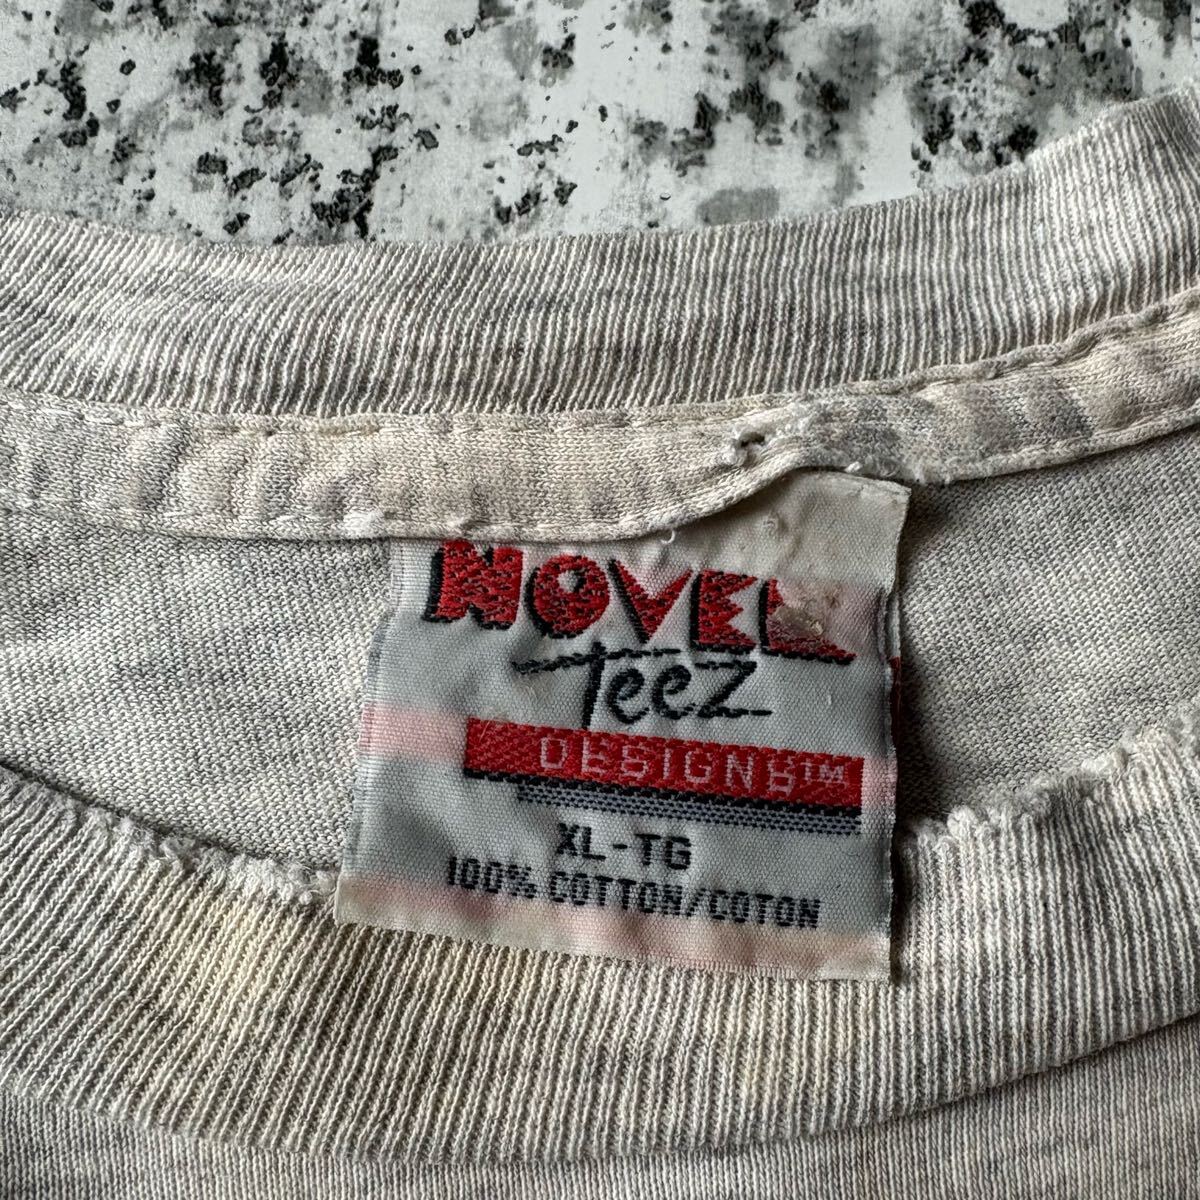 NOVEL
Teez
DESIGNS™
XL-TG
100% COTTON/COTON